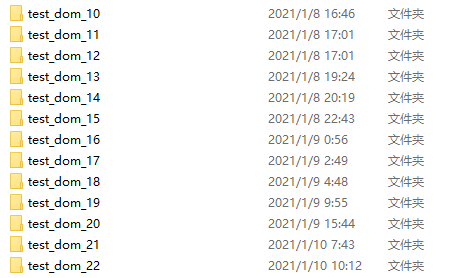 test_dom_10 2021/1/8 16:46 文件夹
test_dom_11 2021/1/8 17:01 文件夹
test_dom_12 2021/1/8 17:01 文件夹
test_dom_13 2021/1/8 19:24 文件夹
test_dom_14 2021/1/8 20:19 文件夹
test_dom_15 2021/1/8 22:43 文件夹
test_dom_16 2021/1/9 0:56 文件夹
test_dom_17 2021/1/9 2:49 文件夹
test_dom_18 2021/1/9 4:48 文件夹
test_dom_19 2021/1/9 9:55 文件夹
test_dom_20 2021/1/9 15:44 文件夹
test_dom_21 2021/1/10 7:43 文件夹
test_dom_22 2021/1/10 10:12 文件夹